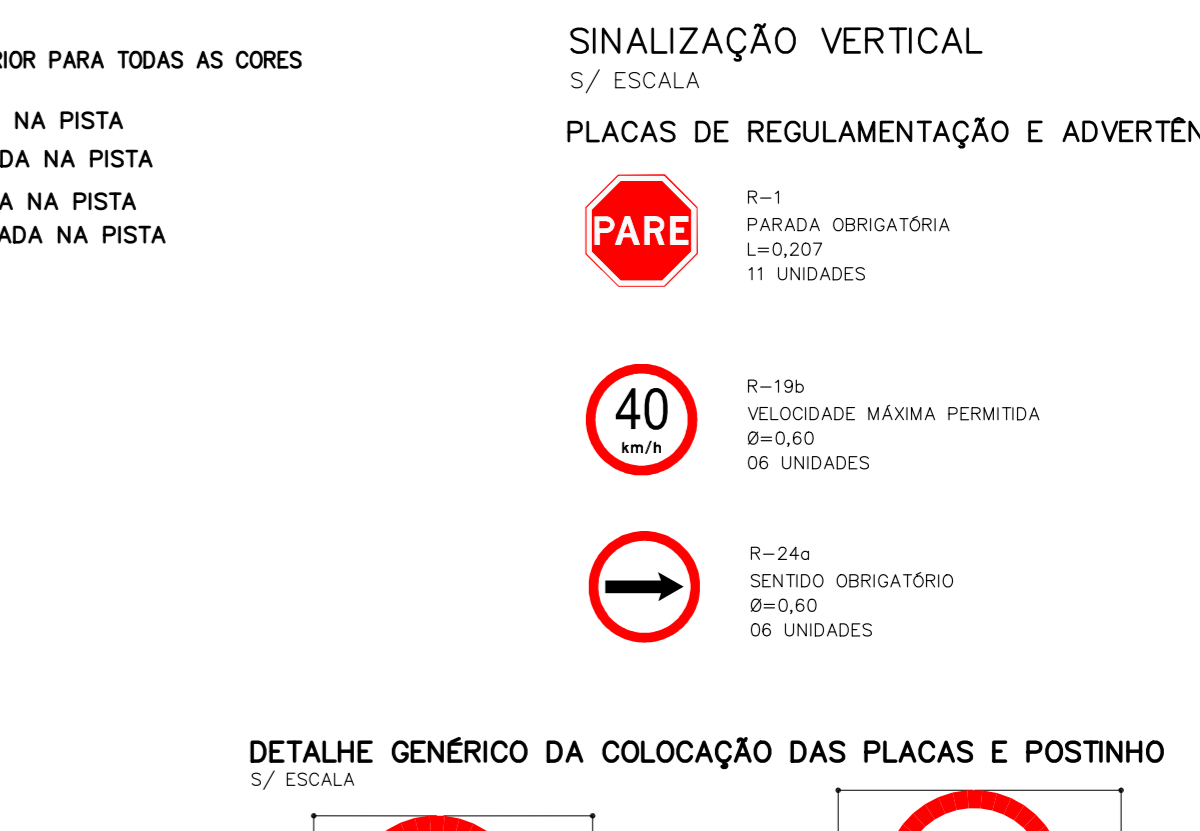 RIOR PARA TODAS AS CORES
NA PISTA
DA NA PISTA
A NA PISTA
ADA NA PISTA
SINALIZAÇÃO VERTICAL
S/ ESCALA
PLACAS DE REGULAMENTAÇÃO E ADVERTÊN
PARE
R-1
PARADA OBRIGATÓRIA
L=0,207
11 UNIDADES
40
km/h
R-19b
VELOCIDADE MÁXIMA PERMITIDA
Ø=0,60
06 UNIDADES
R-24a
SENTIDO OBRIGATÓRIO
Ø=0,60
06 UNIDADES
DETALHE GENÉRICO DA COLOCAÇÃO DAS PLACAS E POSTINHO
S/ ESCALA